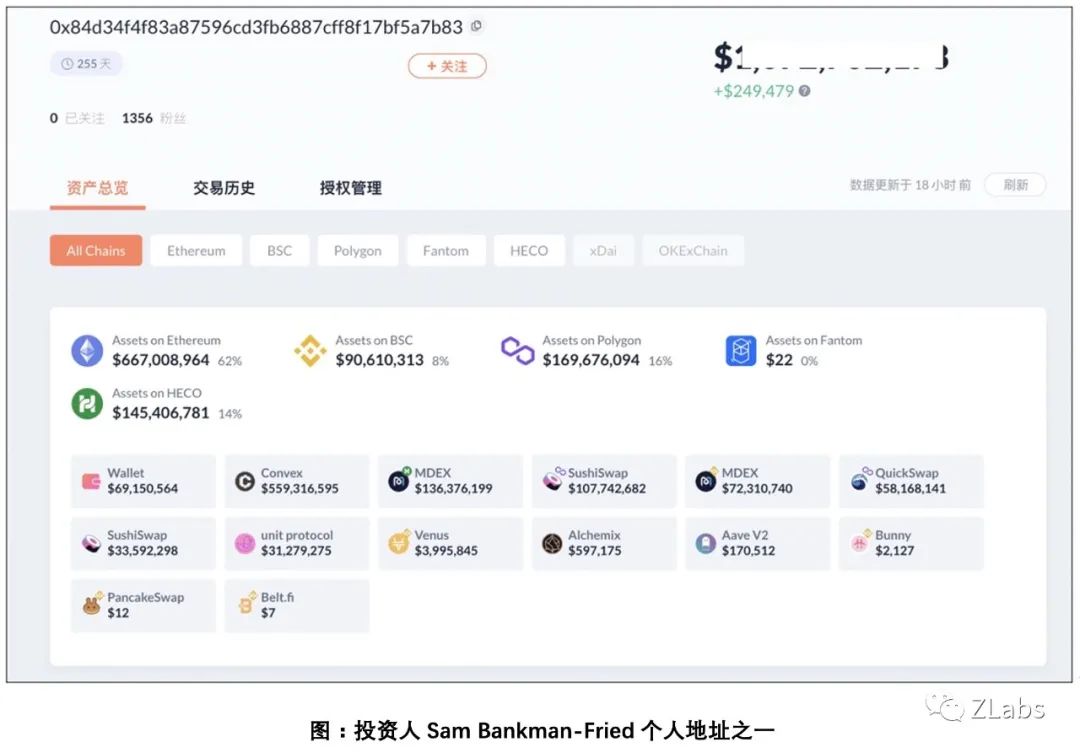 0x84d34f4f83a87596cd3fb6887cff8f17bf5a7b83
255 天
+ 关注
+$249,479
0 已关注 1356 粉丝
资产总览 交易历史 授权管理
数据更新于 18 小时前 刷新
All Chains Ethereum BSC Polygon Fantom HECO xDai OKExChain
Assets on Ethereum
$667,008,964 62%
Assets on BSC
$90,610,313 8%
Assets on Polygon
$169,676,094 16%
Assets on Fantom
$22 0%
Assets on HECO
$145,406,781 14%
Wallet
$69,150,564
Convex
$559,316,595
MDEX
$136,376,199
SushiSwap
$107,742,682
MDEX
$72,310,740
QuickSwap
$58,168,141
SushiSwap
$33,592,298
unit protocol
$31,279,275
Venus
$3,995,845
Alchemix
$597,175
Aave V2
$170,512
Bunny
$2,127
PancakeSwap
$12
Belt.fi
$7
ZLabs
图：投资人 Sam Bankman-Fried 个人地址之一